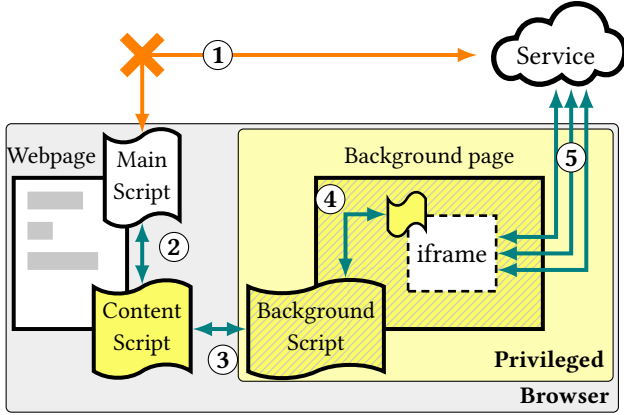 1
Service
Webpage
Main
Script
Background page
5
4
2
iframe
Content
Script
Background
Script
3
Privileged
Browser